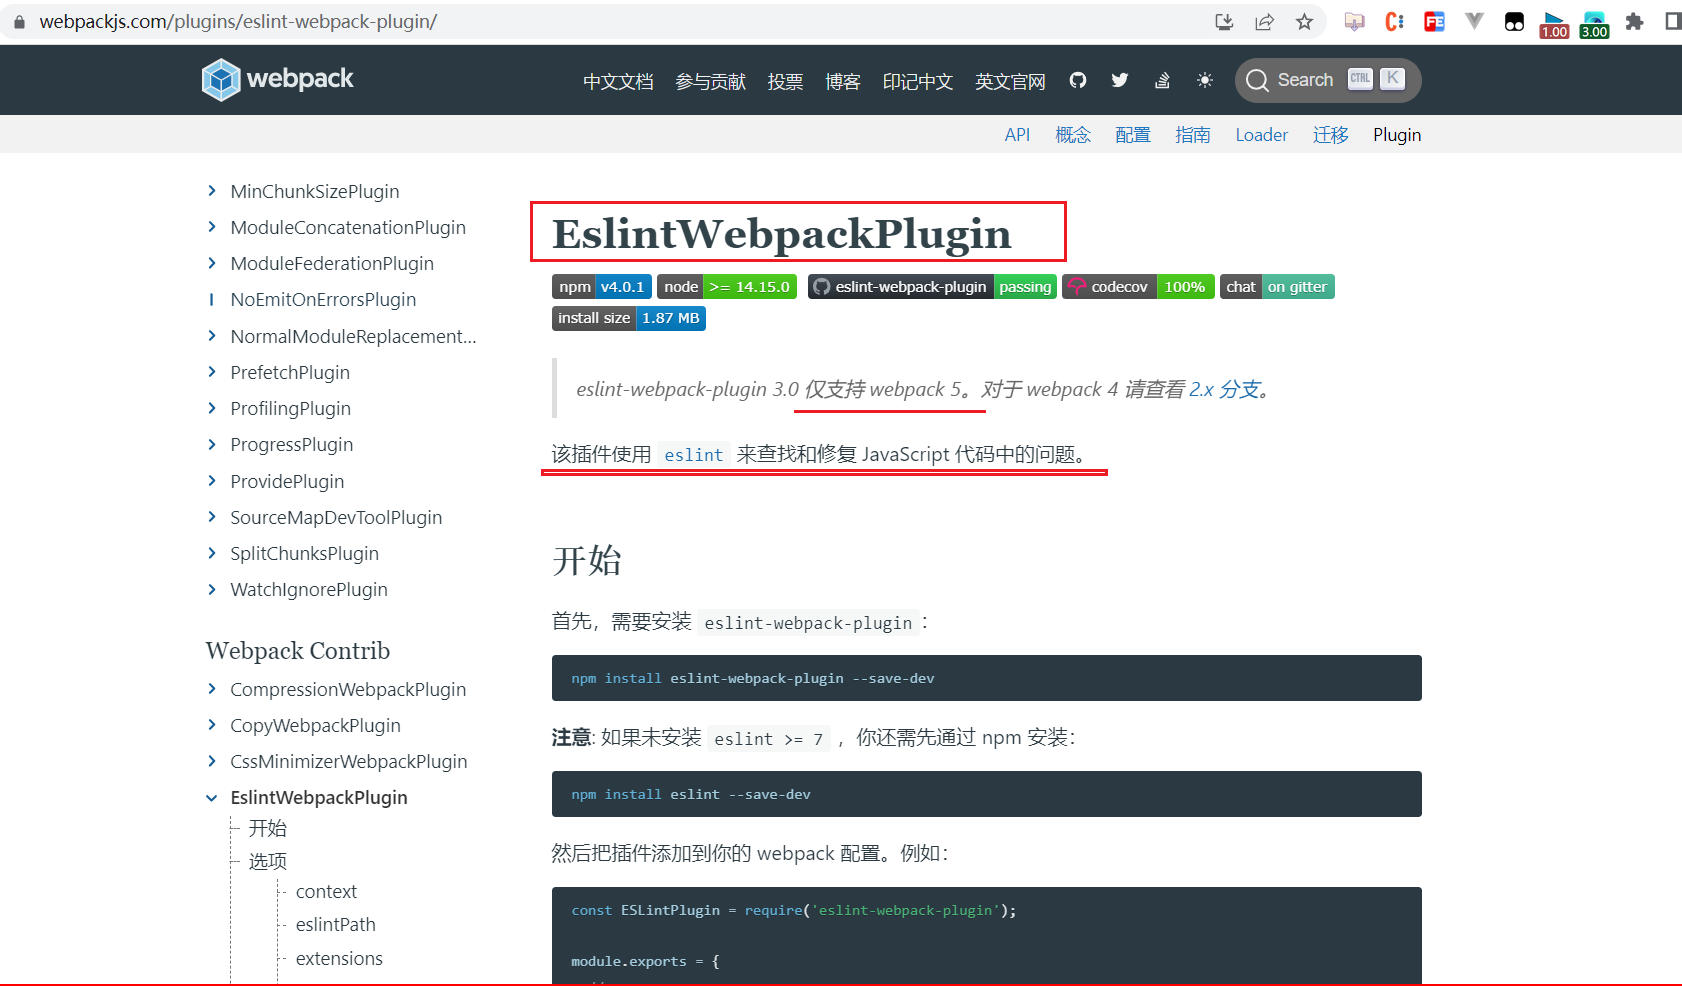 webpackjs.com/plugins/eslint-webpack-plugin/
1.00
3.00
webpack
中文文档 参与贡献 投票 博客 印记中文 英文官网
Search CTRL K
API 概念 配置 指南 Loader 迁移 Plugin
MinChunkSizePlugin
ModuleConcatenationPlugin
ModuleFederationPlugin
NoEmitOnErrorsPlugin
NormalModuleReplacement...
PrefetchPlugin
ProfilingPlugin
ProgressPlugin
ProvidePlugin
SourceMapDevToolPlugin
SplitChunksPlugin
WatchIgnorePlugin
Webpack Contrib
CompressionWebpackPlugin
CopyWebpackPlugin
CssMinimizerWebpackPlugin
EslintWebpackPlugin
开始
选项
context
eslintPath
extensions
EslintWebpackPlugin
npm v4.0.1 node >= 14.15.0 eslint-webpack-plugin passing codecov 100% chat on gitter
install size 1.87 MB
eslint-webpack-plugin 3.0 仅支持 webpack 5。对于 webpack 4 请查看 2.x 分支。
该插件使用 eslint 来查找和修复 JavaScript 代码中的问题。
开始
首先，需要安装 eslint-webpack-plugin：
npm install eslint-webpack-plugin --save-dev
注意: 如果未安装 eslint >= 7 ，你还需先通过 npm 安装：
npm install eslint --save-dev
然后把插件添加到你的 webpack 配置。例如：
const ESLintPlugin = require('eslint-webpack-plugin');
module.exports = {